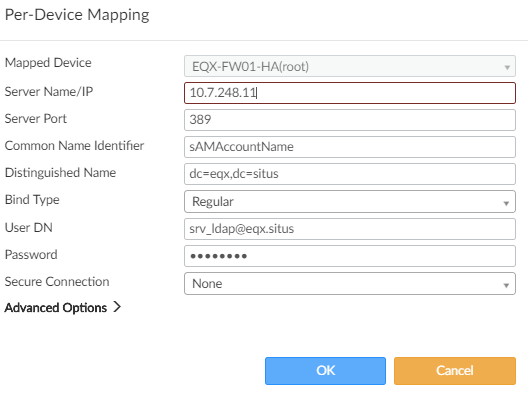 Per-Device Mapping
Mapped Device EQX-FW01-HA(root)
Server Name/IP 10.7.248.11
Server Port 389
Common Name Identifier sAMAccountName
Distinguished Name dc=eqx,dc=situs
Bind Type Regular
User DN srv_ldap@eqx.situs
Password ••••••••
Secure Connection None
Advanced Options >
OK Cancel